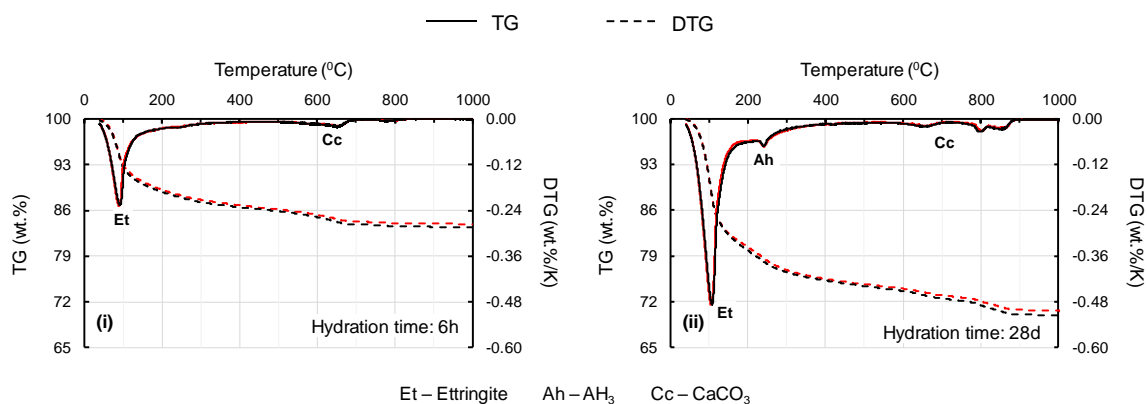 TG DTG
Temperature (⁰C)
0 200 400 600 800 1000
100 0.00
93 -0.12
86 -0.24
79 -0.36
72 -0.48
65 -0.60
TG (wt.%)
DTG (wt.%/K)
Cc
Et
(i)
Hydration time: 6h
Temperature (⁰C)
0 200 400 600 800 1000
100 0.00
93 -0.12
86 -0.24
79 -0.36
72 -0.48
65 -0.60
TG (wt.%)
DTG (wt.%/K)
Ah
Cc
Et
(ii)
Hydration time: 28d
Et – Ettringite Ah – AH₃ Cc – CaCO₃